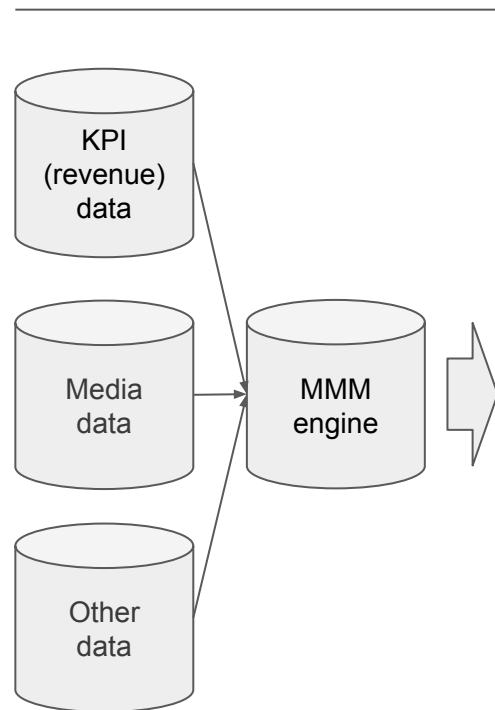 KPI
(revenue)
data
Media
data
MMM
engine
Other
data